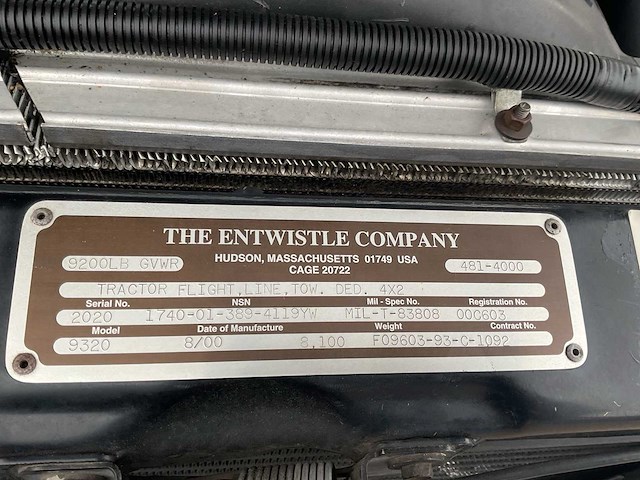 THE ENTWISTLE COMPANY
9200LB GVWR HUDSON, MASSACHUSETTS 01749 USA 481-4000
CAGE 20722
TRACTOR FLIGHT,LINE,TOW. DED. 4X2
Serial No. NSN Mil - Spec No. Registration No.
2020 1740-01-389-4119YW MIL-T-83808 00C603
Model Date of Manufacture Weight Contract No.
9320 8/00 8,100 F09603-93-C-1092